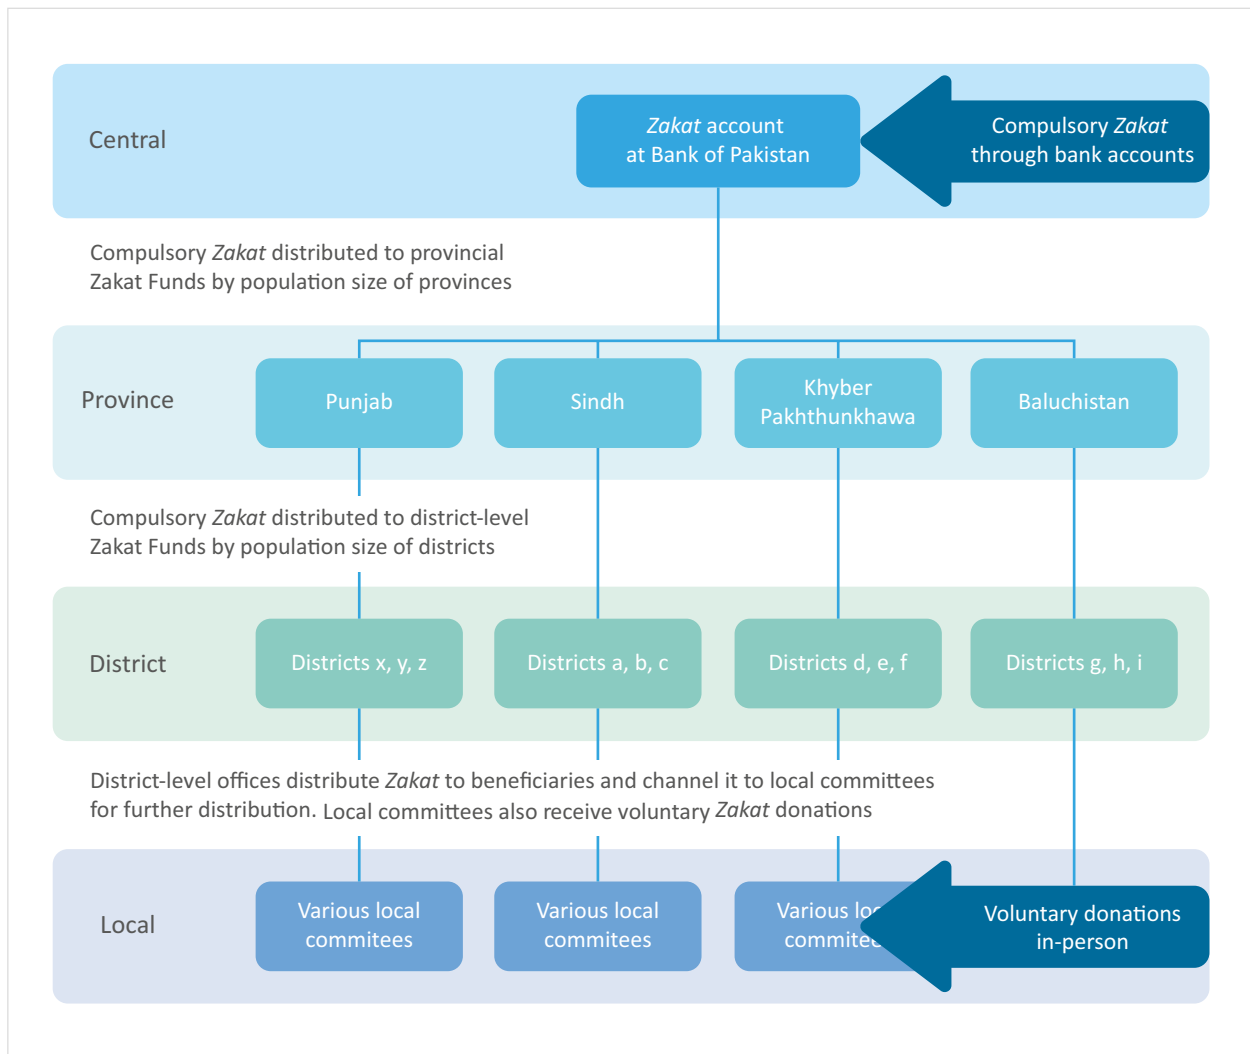 Central
Zakat account
at Bank of Pakistan
Compulsory Zakat
through bank accounts
Compulsory Zakat distributed to provincial
Zakat Funds by population size of provinces
Province
Punjab
Sindh
Khyber
Pakhthunkhawa
Baluchistan
Compulsory Zakat distributed to district-level
Zakat Funds by population size of districts
District
Districts x, y, z
Districts a, b, c
Districts d, e, f
Districts g, h, i
District-level offices distribute Zakat to beneficiaries and channel it to local committees
for further distribution. Local committees also receive voluntary Zakat donations
Local
Various local
commitees
Various local
commitees
Various
Voluntary donations
in-person